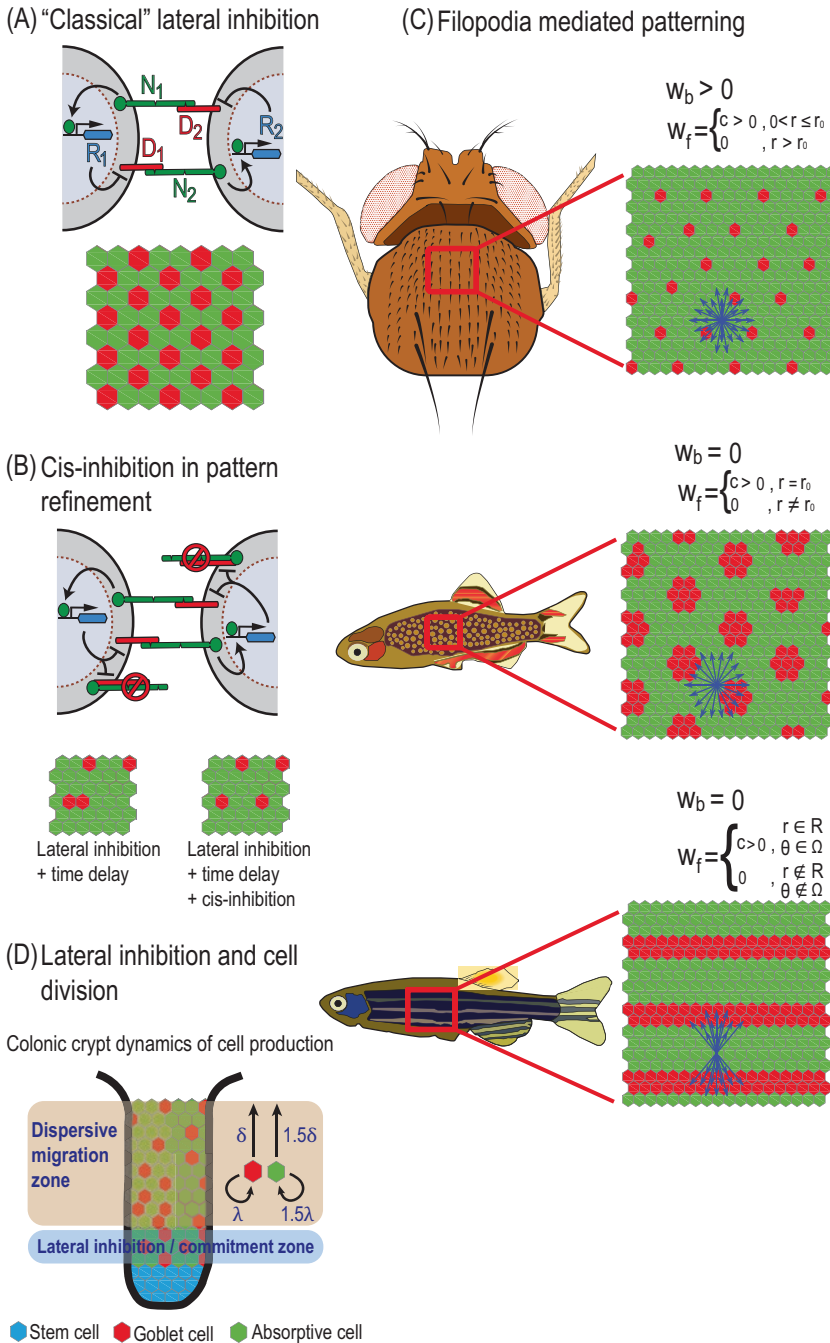 (A) “Classical” lateral inhibition
N1
D2
R2
R1
D1
N2
(B) Cis-inhibition in pattern
refinement
Lateral inhibition
+ time delay
Lateral inhibition
+ time delay
+ cis-inhibition
(C) Filopodia mediated patterning
wb > 0
wf = { c > 0 , 0< r ≤ r0
0 , r > r0
wb = 0
wf = { c > 0 , r = r0
0 , r ≠ r0
wb = 0
wf = { c > 0 , r ∈ R
θ ∈ Ω
0 , r ∉ R
θ ∉ Ω
(D) Lateral inhibition and cell
division
Colonic crypt dynamics of cell production
Dispersive
migration
zone
δ 1.5δ
λ 1.5λ
Lateral inhibition / commitment zone
Stem cell Goblet cell Absorptive cell